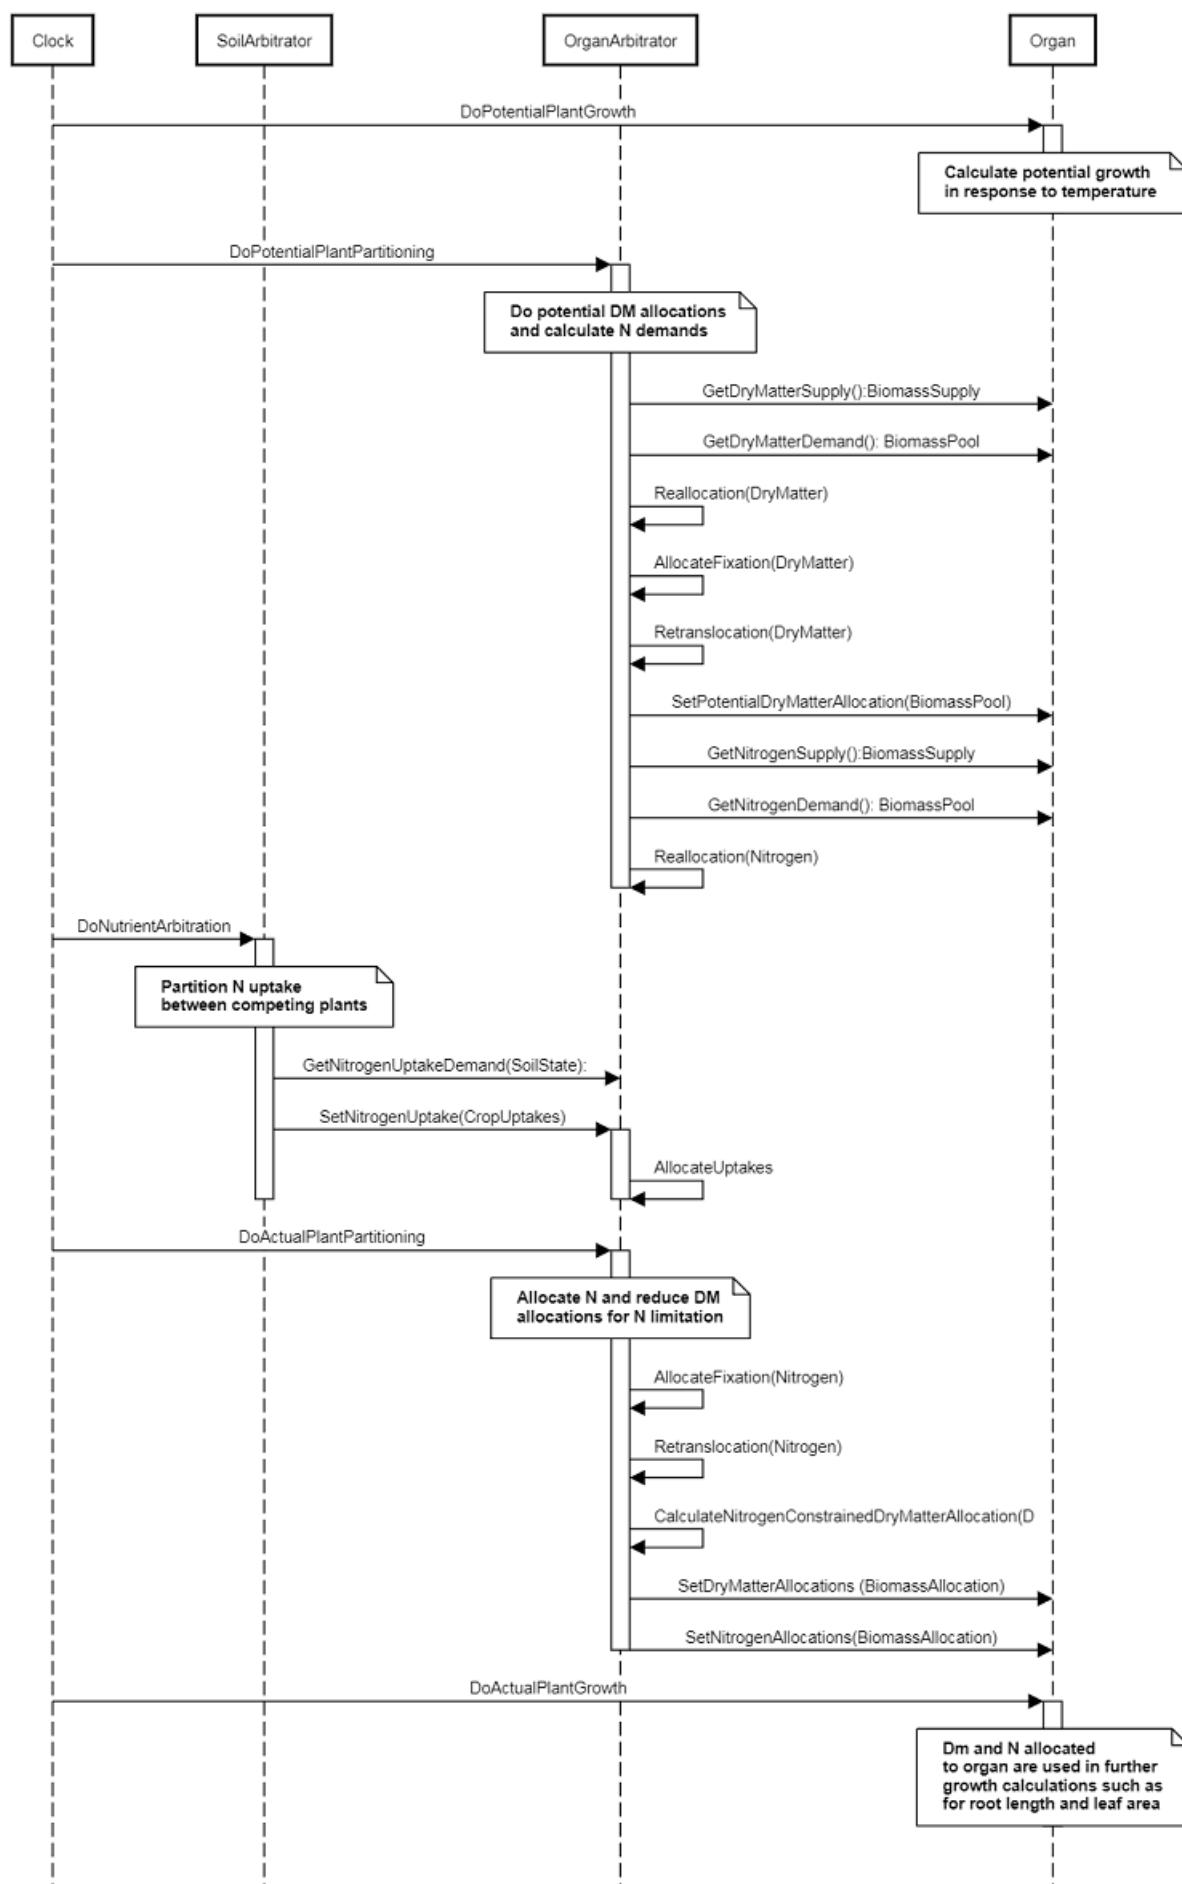 Clock
SoilArbitrator
OrganArbitrator
Organ
DoPotentialPlantGrowth
Calculate potential growth
in response to temperature
DoPotentialPlantPartitioning
Do potential DM allocations
and calculate N demands
GetDryMatterSupply():BiomassSupply
GetDryMatterDemand(): BiomassPool
Reallocation(DryMatter)
AllocateFixation(DryMatter)
Retranslocation(DryMatter)
SetPotentialDryMatterAllocation(BiomassPool)
GetNitrogenSupply():BiomassSupply
GetNitrogenDemand(): BiomassPool
Reallocation(Nitrogen)
DoNutrientArbitration
Partition N uptake
between competing plants
GetNitrogenUptakeDemand(SoilState):
SetNitrogenUptake(CropUptakes)
AllocateUptakes
DoActualPlantPartitioning
Allocate N and reduce DM
allocations for N limitation
AllocateFixation(Nitrogen)
Retranslocation(Nitrogen)
CalculateNitrogenConstrainedDryMatterAllocation(D
SetDryMatterAllocations (BiomassAllocation)
SetNitrogenAllocations(BiomassAllocation)
DoActualPlantGrowth
Dm and N allocated
to organ are used in further
growth calculations such as
for root length and leaf area